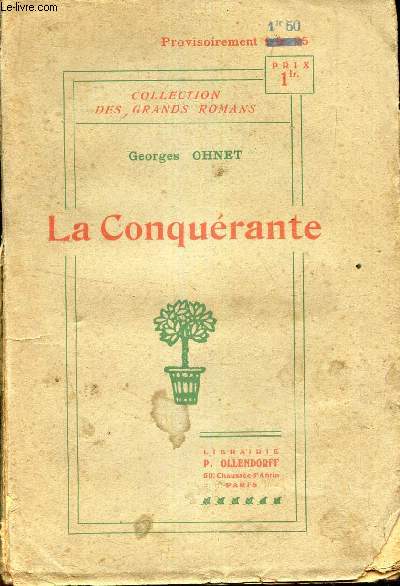 © Le-livre.com
1fr 50
Provisoirement
PRIX
1fr.
COLLECTION
DES GRANDS ROMANS
Georges OHNET
La Conquérante
LIBRAIRIE
P. OLLENDORFF
50, Chaussée d'Antin
PARIS